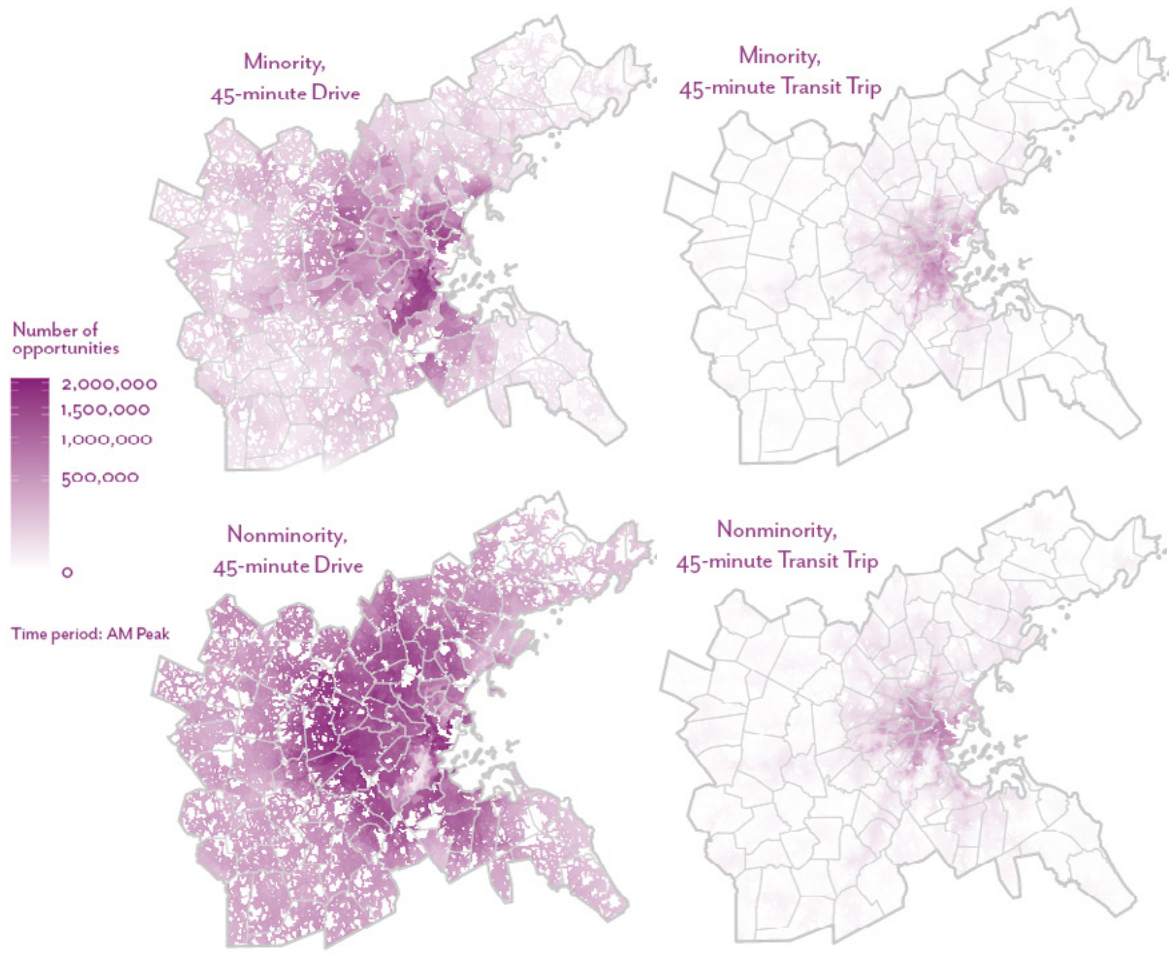 Minority,
45-minute Drive
Minority,
45-minute Transit Trip
Number of
opportunities
2,000,000
1,500,000
1,000,000
500,000
0
Time period: AM Peak
Nonminority,
45-minute Drive
Nonminority,
45-minute Transit Trip